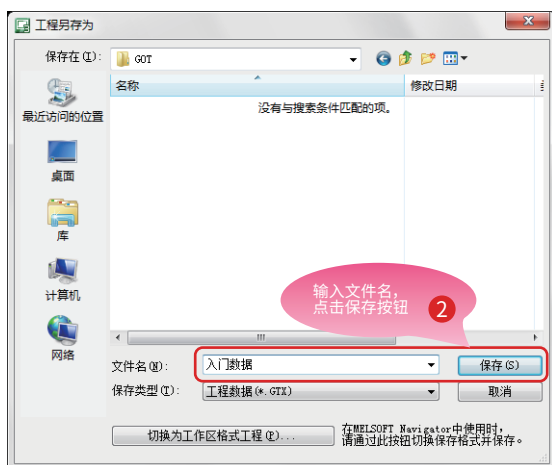 工程另存为
保存在(I):
GOT
名称
修改日期
没有与搜索条件匹配的项。
最近访问的位置
桌面
库
计算机
网络
输入文件名，
点击保存按钮
2
文件名(N):
入门数据
保存(S)
保存类型(T):
工程数据(*.GTX)
取消
切换为工作区格式工程(P)...
在MELSOFT Navigator中使用时，
请通过此按钮切换保存格式并保存。